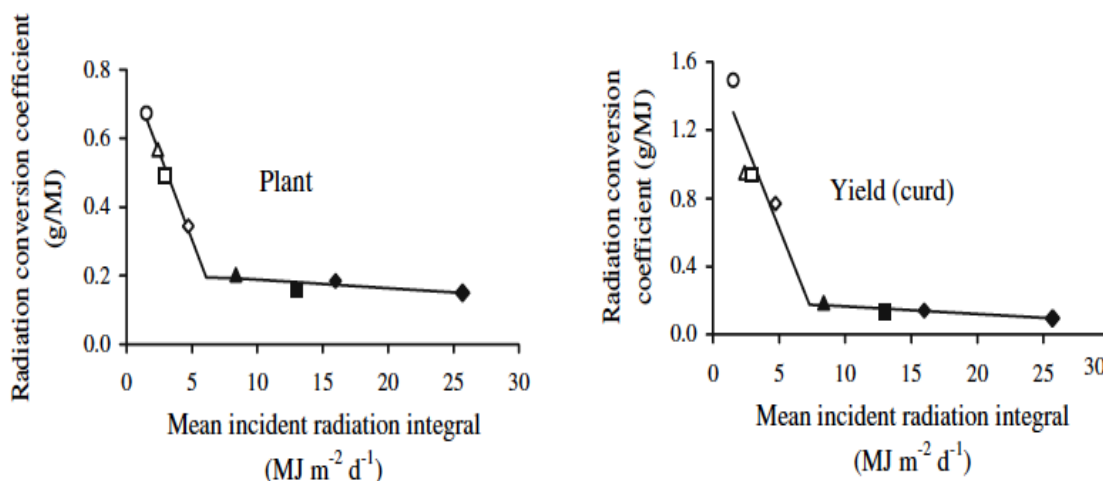 Radiation conversion coefficient
(g/MJ)
0.8
0.6
0.4
0.2
0.0
Plant
0 5 10 15 20 25 30
Mean incident radiation integral
(MJ m⁻² d⁻¹)
Radiation conversion
coefficient (g/MJ)
1.6
1.2
0.8
0.4
0.0
Yield (curd)
0 5 10 15 20 25 30
Mean incident radiation integral
(MJ m⁻² d⁻¹)